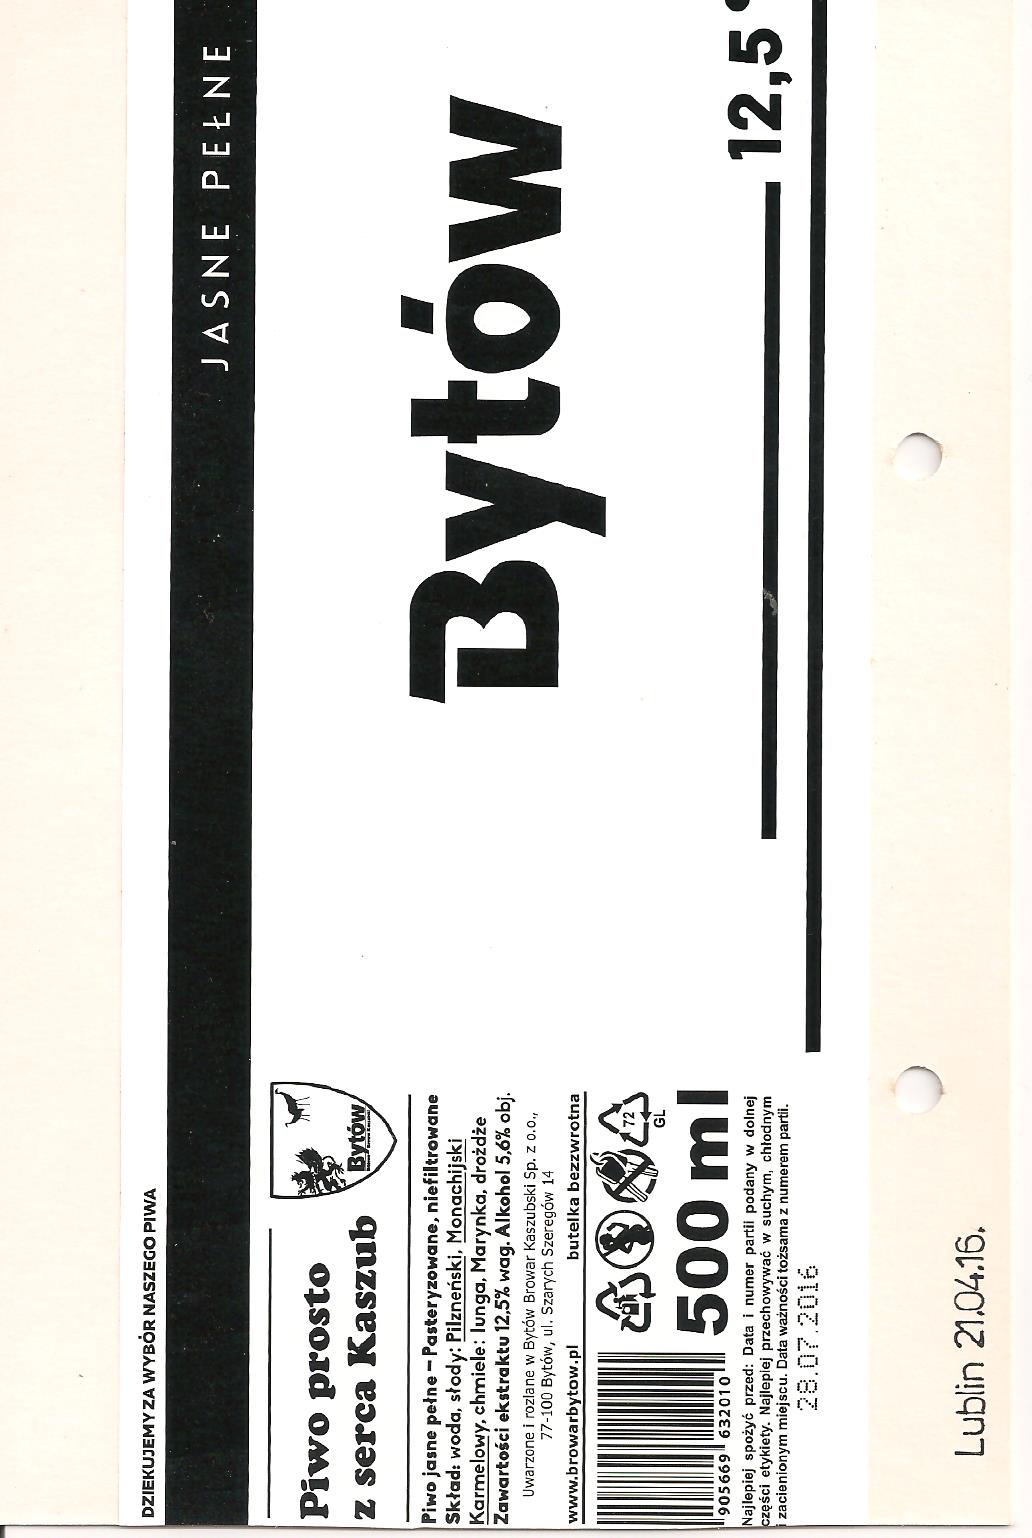 DZIEKUJEMY ZA WYBÓR NASZEGO PIWA
JASNE PEŁNE
Bytów
12,5°
Piwo prosto
z serca Kaszub
Bytów
Piwo jasne pełne – Pasteryzowane, niefiltrowane
Skład: woda, słody: Pilzneński, Monachijski
Karmelowy, chmiele: Iunga, Marynka, drożdże
Zawartości ekstraktu 12,5% wag. Alkohol 5,6% obj.
Uwarzone i rozlane w Bytów Browar Kaszubski Sp. z o.o.,
77-100 Bytów, ul. Szarych Szeregów 14
www.browarbytow.pl butelka bezzwrotna
72
GL
905669 632010
500 ml
Najlepiej spożyć przed: Data i numer partii podany w dolnej
części etykiety. Najlepiej przechowywać w suchym, chłodnym
i zacienionym miejscu. Data ważności tożsama z numerem partii.
28.07.2016
Lublin 21.04.16.